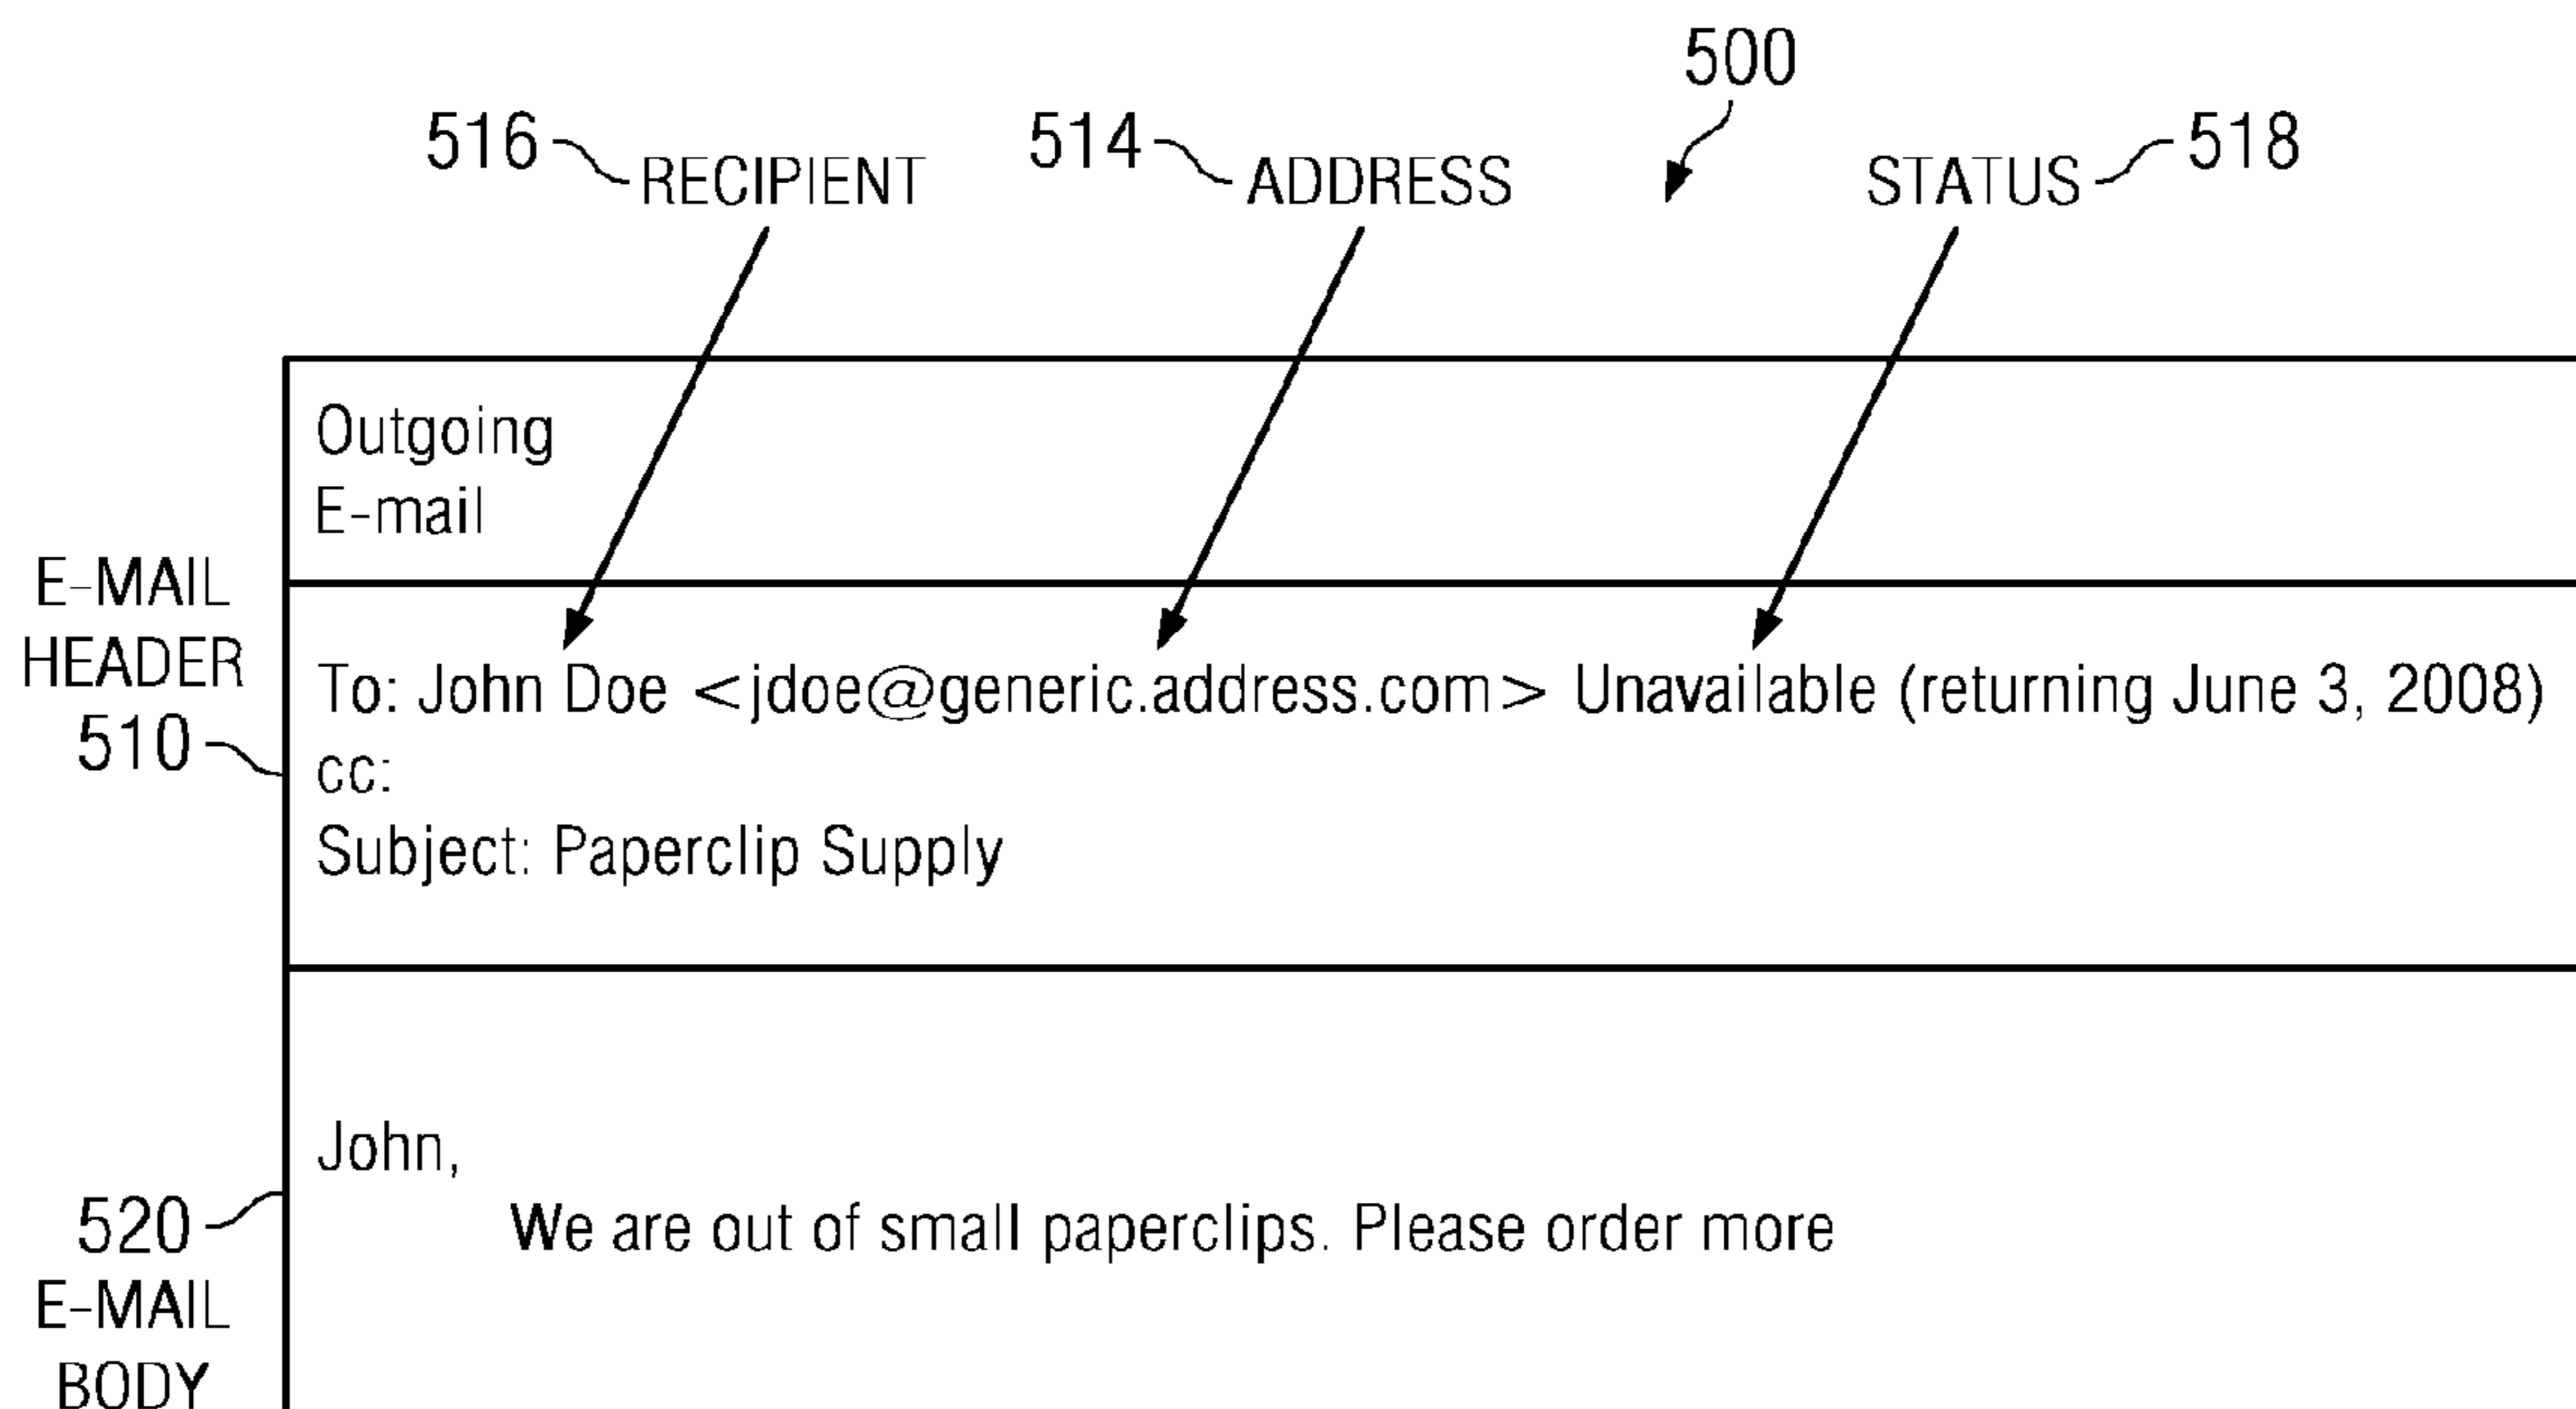 500
516 514 518
RECIPIENT ADDRESS STATUS
Outgoing
E-mail
E-MAIL
HEADER
510
To: John Doe <jdoe@generic.address.com> Unavailable (returning June 3, 2008)
cc:
Subject: Paperclip Supply
John,
We are out of small paperclips. Please order more
520
E-MAIL
BODY